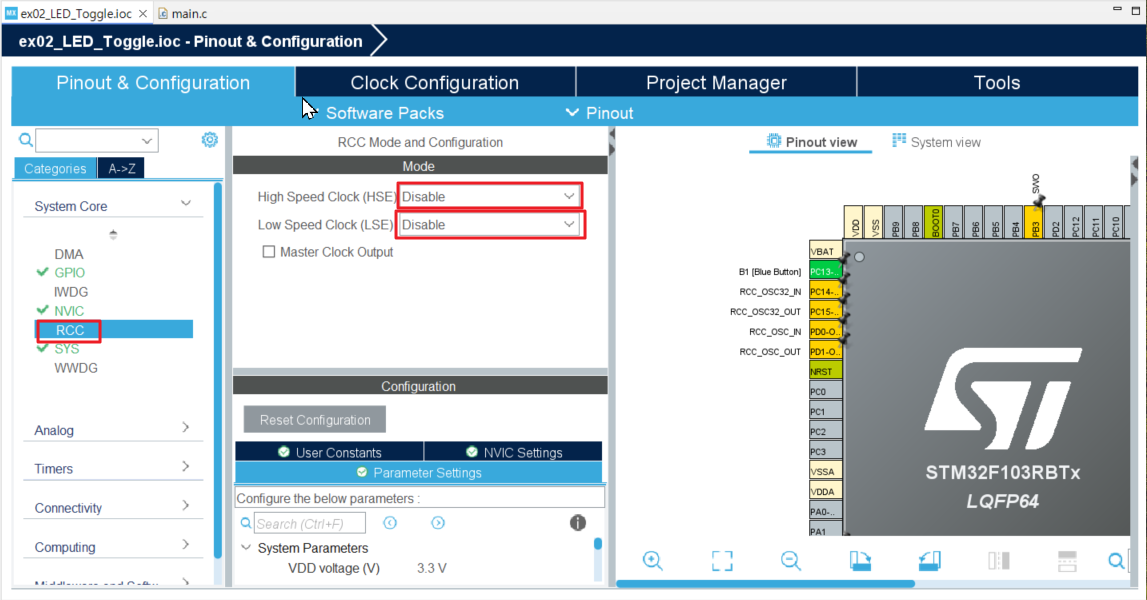 ex02_LED_Toggle.ioc
main.c
ex02_LED_Toggle.ioc - Pinout & Configuration
Pinout & Configuration
Clock Configuration
Project Manager
Tools
Software Packs
Pinout
RCC Mode and Configuration
Pinout view
System view
Categories
A->Z
Mode
System Core
High Speed Clock (HSE)
Disable
Low Speed Clock (LSE)
Disable
Master Clock Output
DMA
GPIO
IWDG
NVIC
RCC
SYS
WWDG
Analog
Timers
Connectivity
Computing
Middleware and Softw
Configuration
Reset Configuration
User Constants
NVIC Settings
Parameter Settings
Configure the below parameters :
Search (Ctrl+F)
System Parameters
VDD voltage (V)
3.3 V
SWO
VDD
VSS
PB9
PB8
BOOT0
PB7
PB6
PB5
PB4
PB3
PD2
PC12
PC11
PC10
VBAT
B1 [Blue Button]
PC13-..
RCC_OSC32_IN
PC14-..
RCC_OSC32_OUT
PC15-..
RCC_OSC_IN
PD0-O..
RCC_OSC_OUT
PD1-O..
NRST
PC0
PC1
PC2
PC3
VSSA
VDDA
PA0-..
PA1
ST
STM32F103RBTx
LQFP64